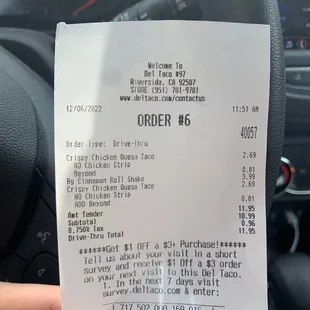 Welcome To
Del Taco #97
Riverside, CA 92507
STORE (951) 781-9781
www.deltaco.com/contactus
12/06/2022 11:51 AM
ORDER #6
40057
Order Type: Drive-Thru
Crispy Chicken Quesa Taco 2.69
NO Chicken Strip
Beyond 0.81
Rg Cinnamon Roll Shake 3.99
Crispy Chicken Quesa Taco 2.69
NO Chicken Strip
ADD Beyond 0.81
Amt Tender 11.95
Subtotal 10.99
8.750% Tax 0.96
Drive-Thru Total 11.95
******Get $1 OFF a $3+ Purchase!******
Tell us about your visit in a short
survey and receive $1 Off a $3 order
on your next visit to this Del Taco.
1. In the next 7 days visit
survey.deltaco.com & enter: